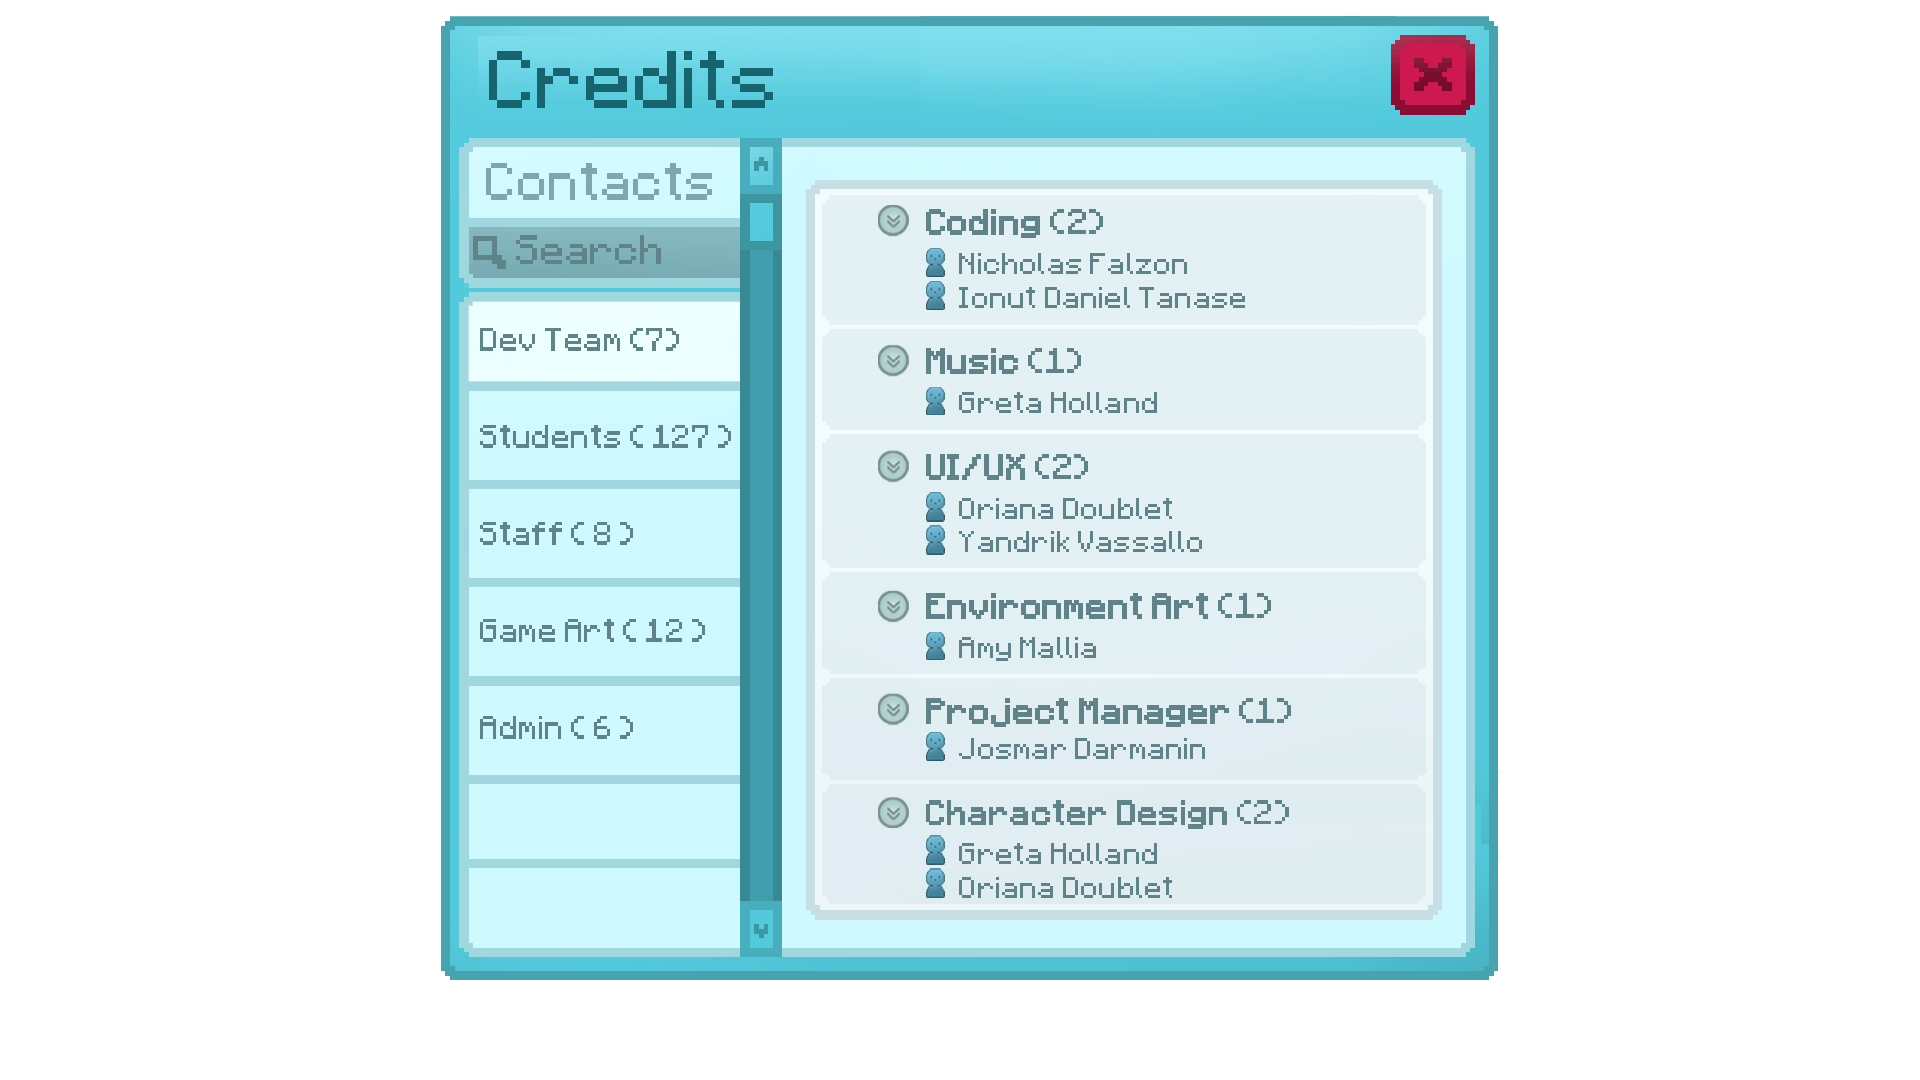 Credits
Contacts
Search
Dev Team (7)
Students ( 127 )
Staff ( 8 )
Game Art ( 12 )
Admin ( 6 )
Coding (2)
Nicholas Falzon
Ionut Daniel Tanase
Music (1)
Greta Holland
UI/UX (2)
Oriana Doublet
Yandrik Vassallo
Environment Art (1)
Amy Mallia
Project Manager (1)
Josmar Darmanin
Character Design (2)
Greta Holland
Oriana Doublet